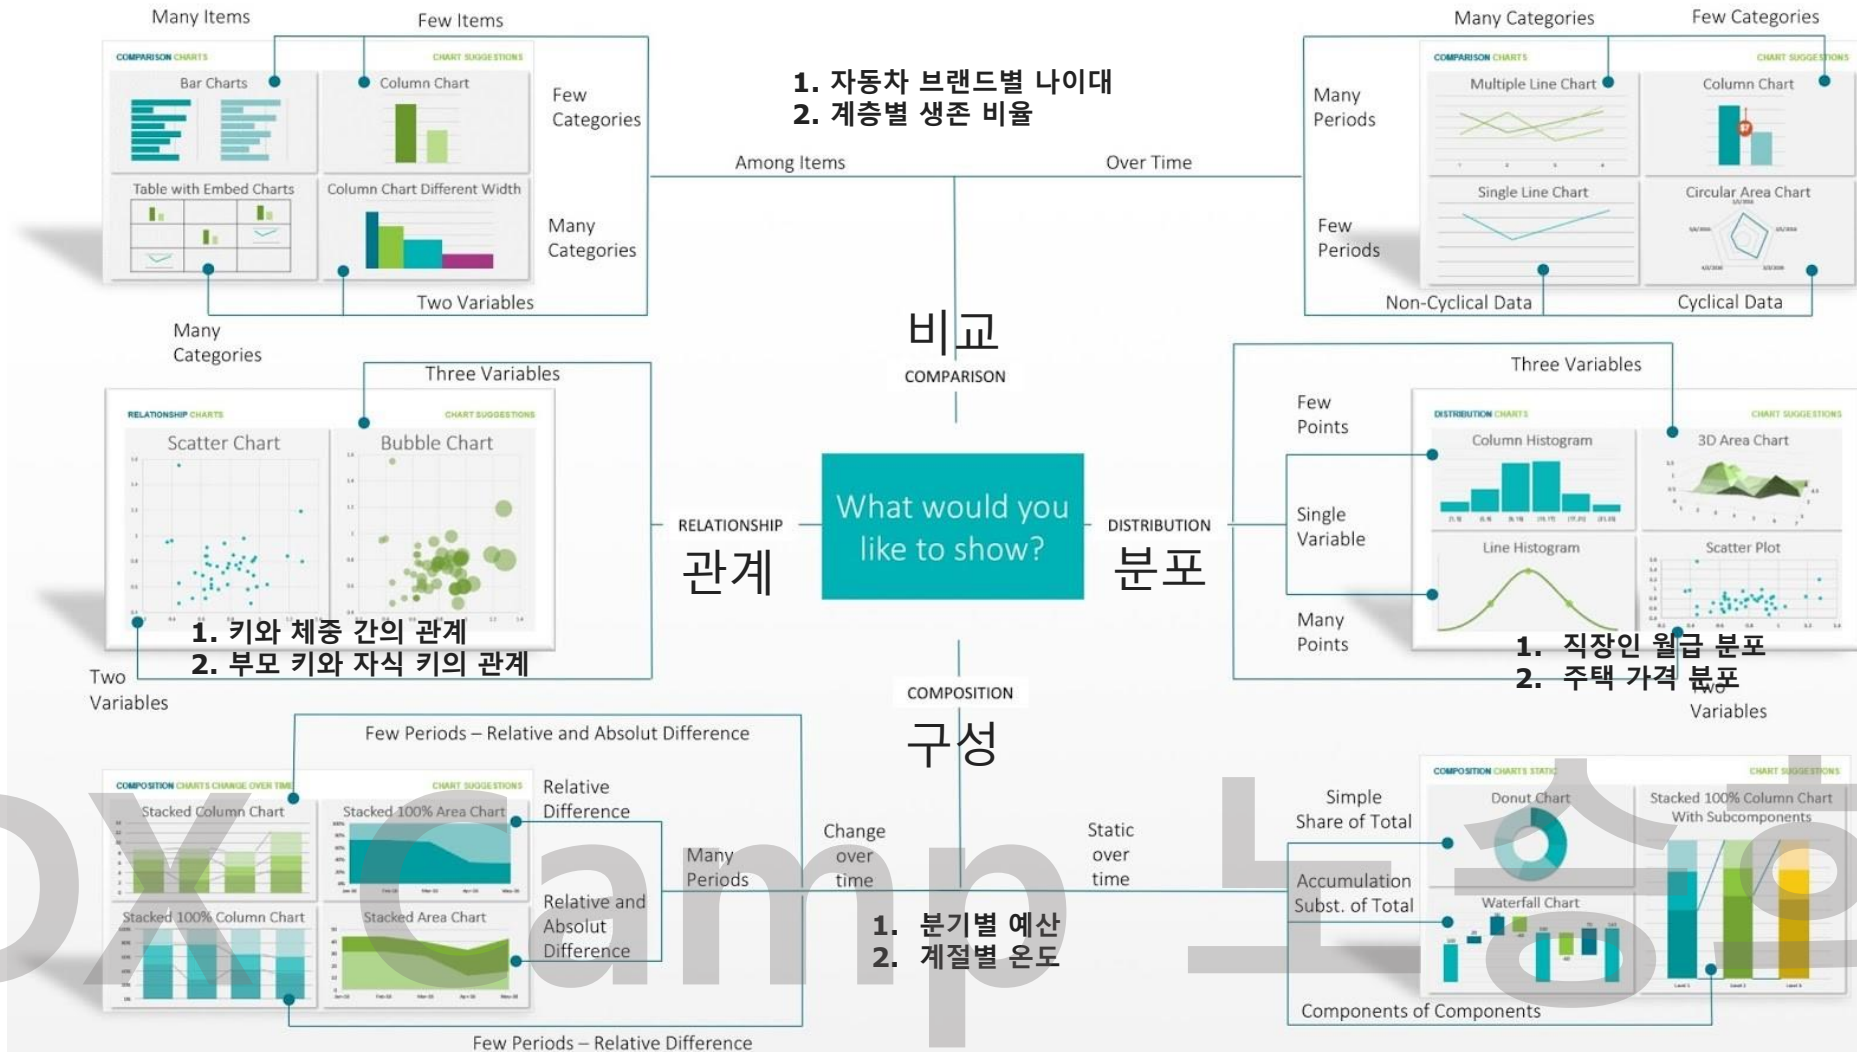 Many Items
Few Items
COMPARISON CHARTS
CHART SUGGESTIONS
Bar Charts
Column Chart
Few
Categories
Table with Embed Charts
Column Chart Different Width
Many
Categories
Two Variables
Many
Categories
1. 자동차 브랜드별 나이대
2. 계층별 생존 비율
Among Items
Over Time
Many Categories
Few Categories
COMPARISON CHARTS
CHART SUGGESTIONS
Many
Periods
Multiple Line Chart
Column Chart
Few
Periods
Single Line Chart
Circular Area Chart
Non-Cyclical Data
Cyclical Data
비교
COMPARISON
Three Variables
RELATIONSHIP CHARTS
CHART SUGGESTIONS
Scatter Chart
Bubble Chart
1. 키와 체중 간의 관계
2. 부모 키와 자식 키의 관계
Two
Variables
RELATIONSHIP
관계
What would you
like to show?
DISTRIBUTION
분포
Three Variables
Few
Points
DISTRIBUTION CHARTS
CHART SUGGESTIONS
Column Histogram
3D Area Chart
Single
Variable
Line Histogram
Scatter Plot
Many
Points
1. 직장인 월급 분포
2. 주택 가격 분포
Two
Variables
COMPOSITION
구성
Few Periods – Relative and Absolut Difference
COMPOSITION CHARTS CHANGE OVER TIME
CHART SUGGESTIONS
Stacked Column Chart
Stacked 100% Area Chart
Relative
Difference
Many
Periods
Stacked 100% Column Chart
Stacked Area Chart
Relative and
Absolut
Difference
Few Periods – Relative Difference
Change
over
time
Static
over
time
1. 분기별 예산
2. 계절별 온도
Simple
Share of Total
Accumulation
Subst. of Total
COMPOSITION CHARTS STATIC
CHART SUGGESTIONS
Donut Chart
Stacked 100% Column Chart
With Subcomponents
Waterfall Chart
Components of Components
DX Camp